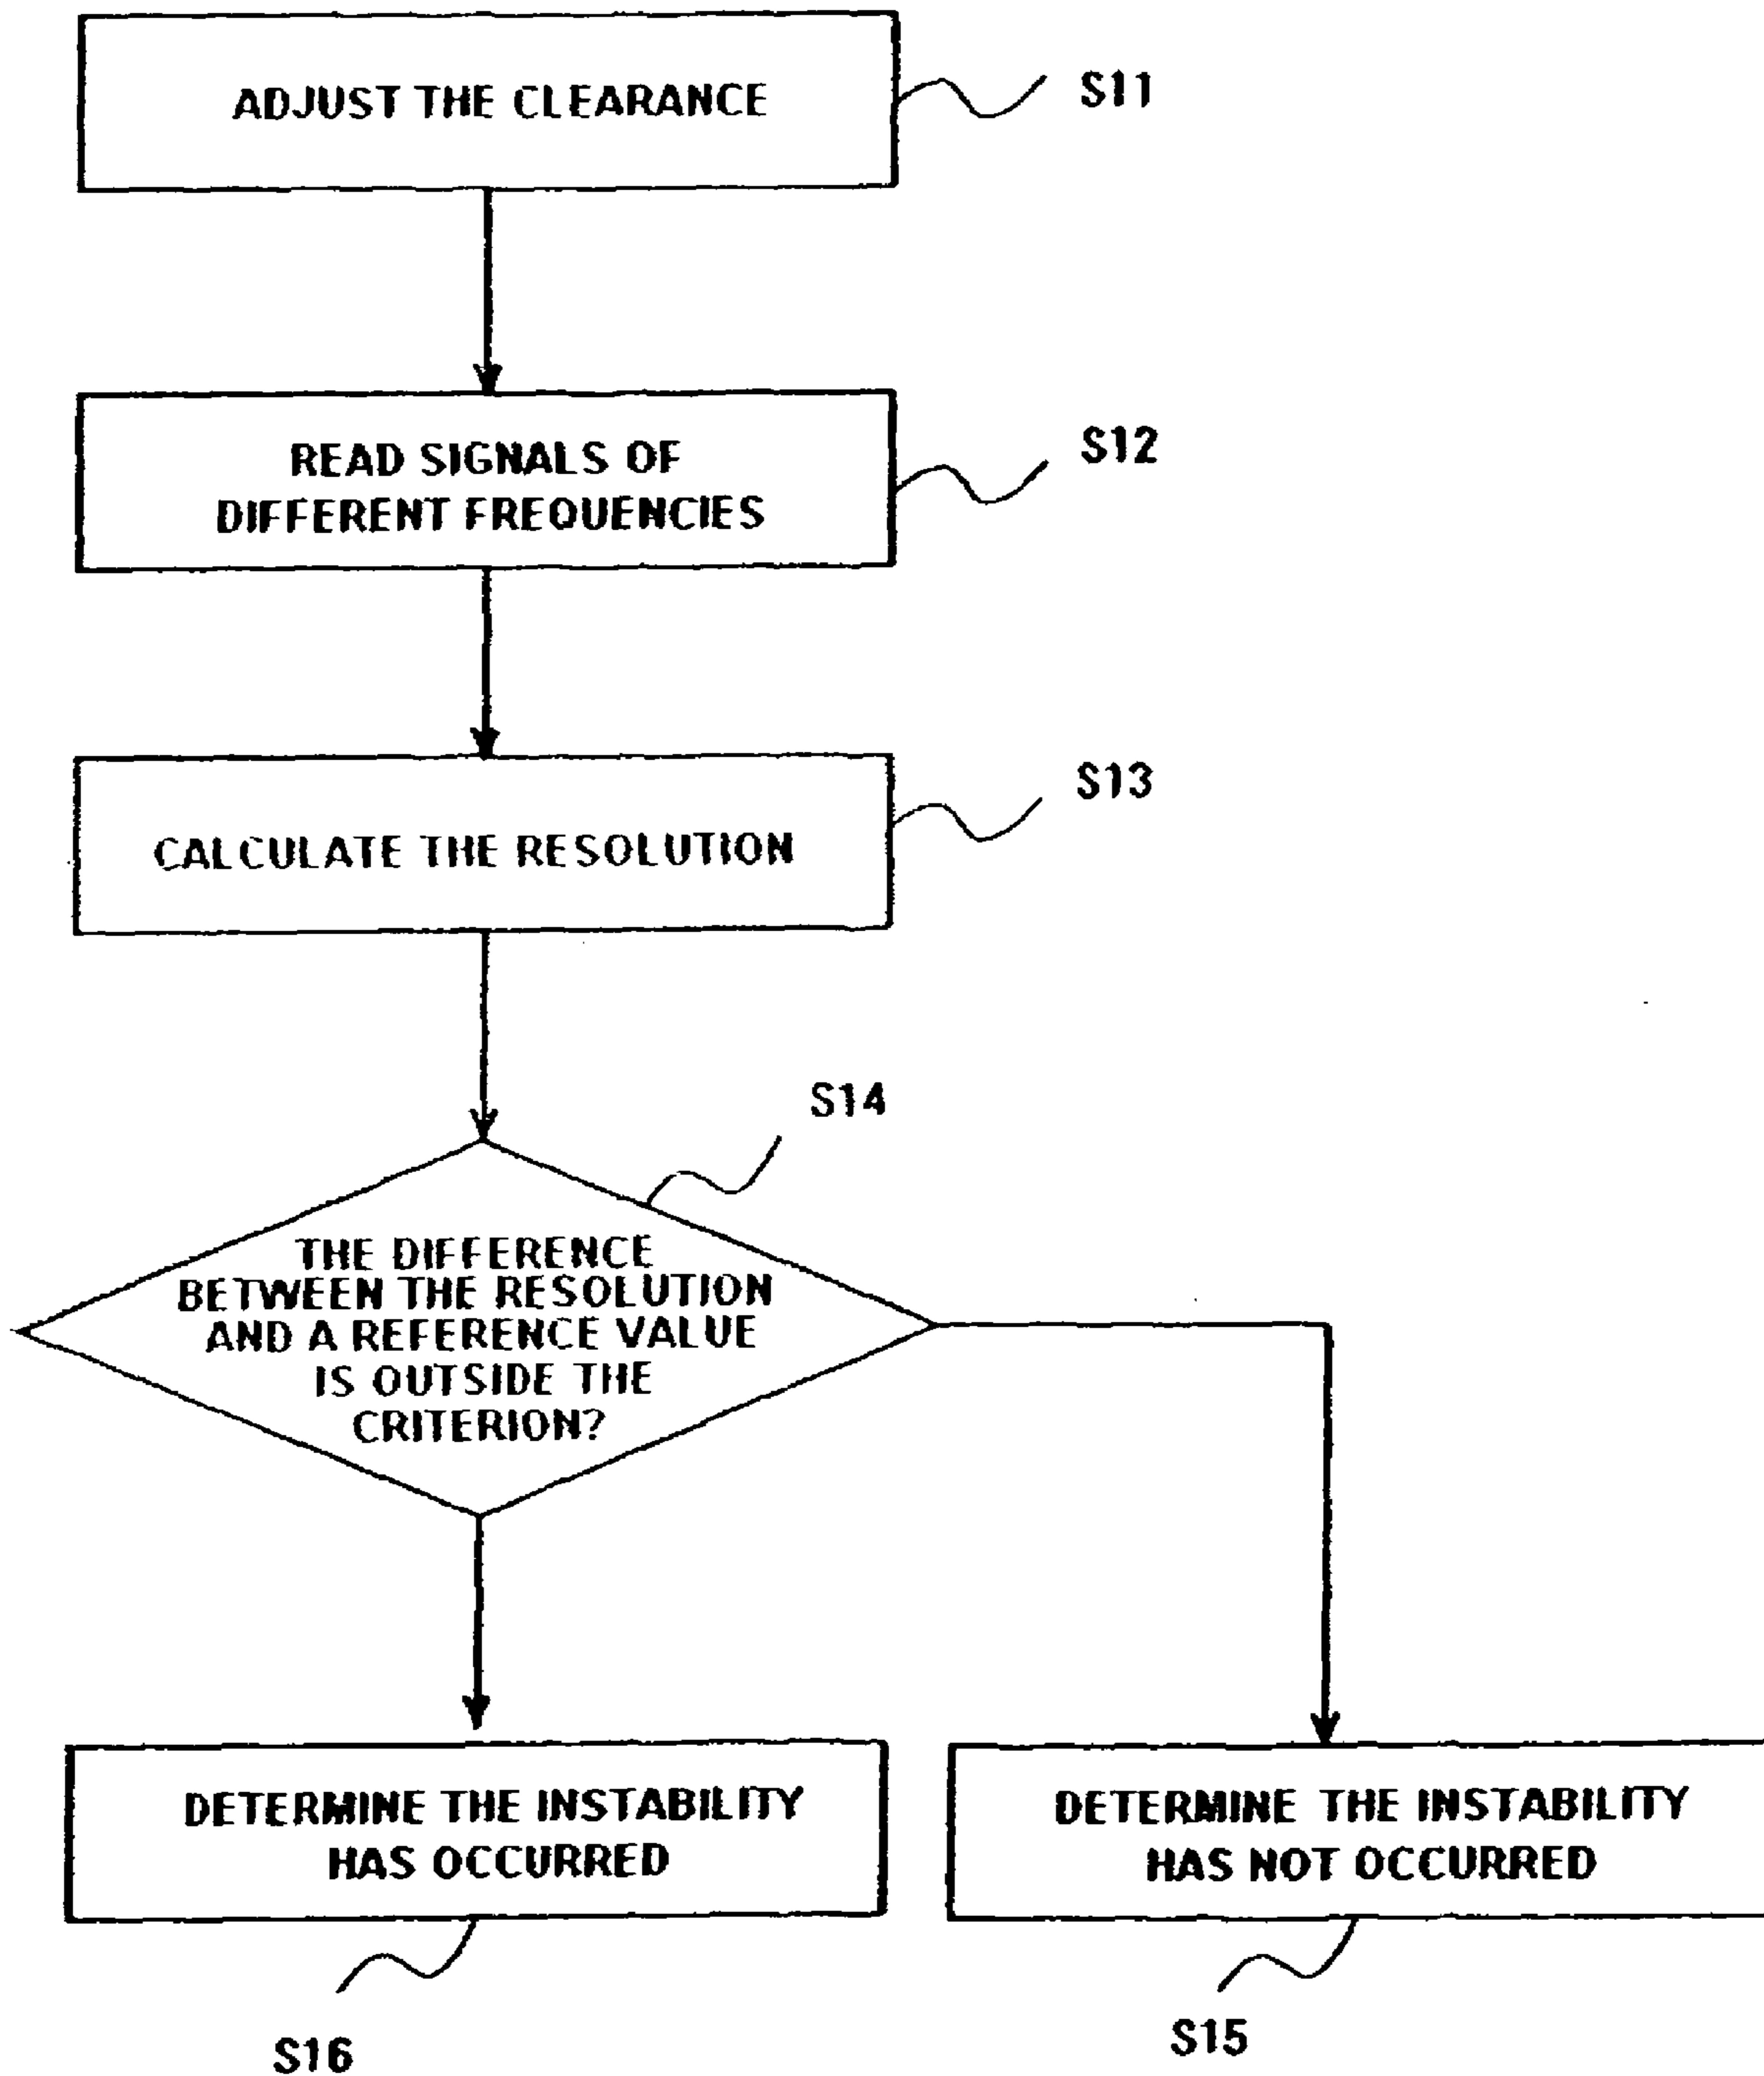 ADJUST THE CLEARANCE
S11
READ SIGNALS OF
DIFFERENT FREQUENCIES
S12
CALCULATE THE RESOLUTION
S13
S14
THE DIFFERENCE
BETWEEN THE RESOLUTION
AND A REFERENCE VALUE
IS OUTSIDE THE
CRITERION?
DETERMINE THE INSTABILITY
HAS OCCURRED
S16
DETERMINE THE INSTABILITY
HAS NOT OCCURRED
S15